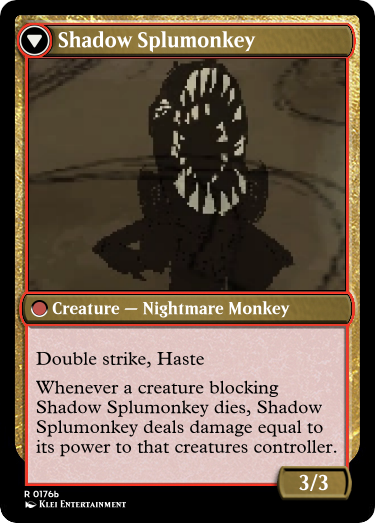 Shadow Splumonkey
Creature — Nightmare Monkey
Double strike, Haste
Whenever a creature blocking
Shadow Splumonkey dies, Shadow
Splumonkey deals damage equal to
its power to that creatures controller.
3/3
R 0176b
Klei Entertainment